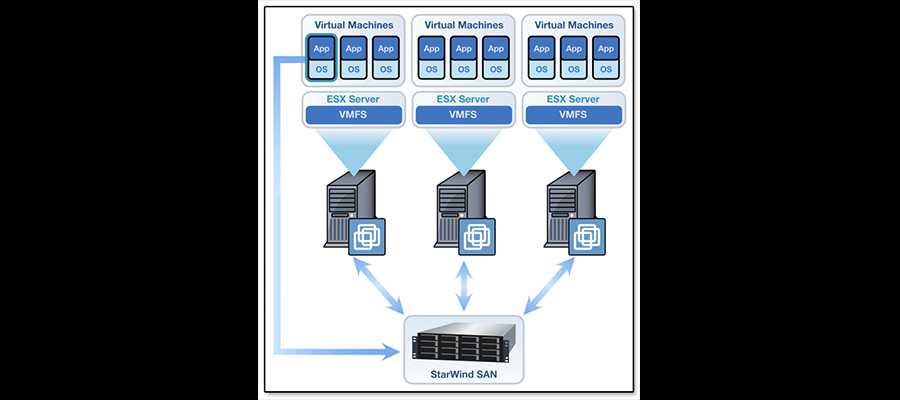 Virtual Machines
Virtual Machines
Virtual Machines
App App App
App App App
App App App
OS OS OS
OS OS OS
OS OS OS
ESX Server
ESX Server
ESX Server
VMFS
VMFS
VMFS
StarWind SAN